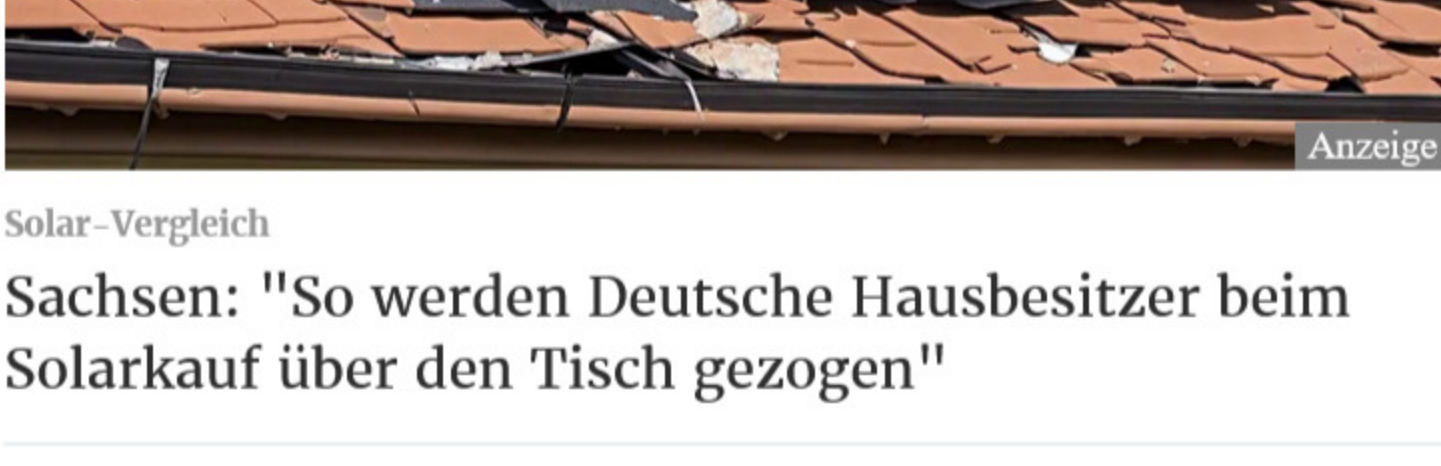 Anzeige
Solar-Vergleich
Sachsen: "So werden Deutsche Hausbesitzer beim
Solarkauf über den Tisch gezogen"